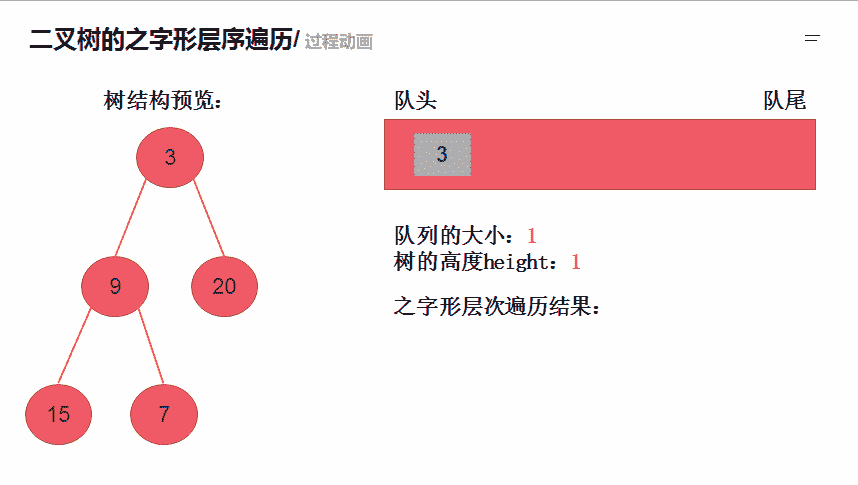 二叉树的之字形层序遍历/ 过程动画
树结构预览：
3
9
20
15
7
队头
队尾
3
队列的大小：1
树的高度height：1
之字形层次遍历结果：